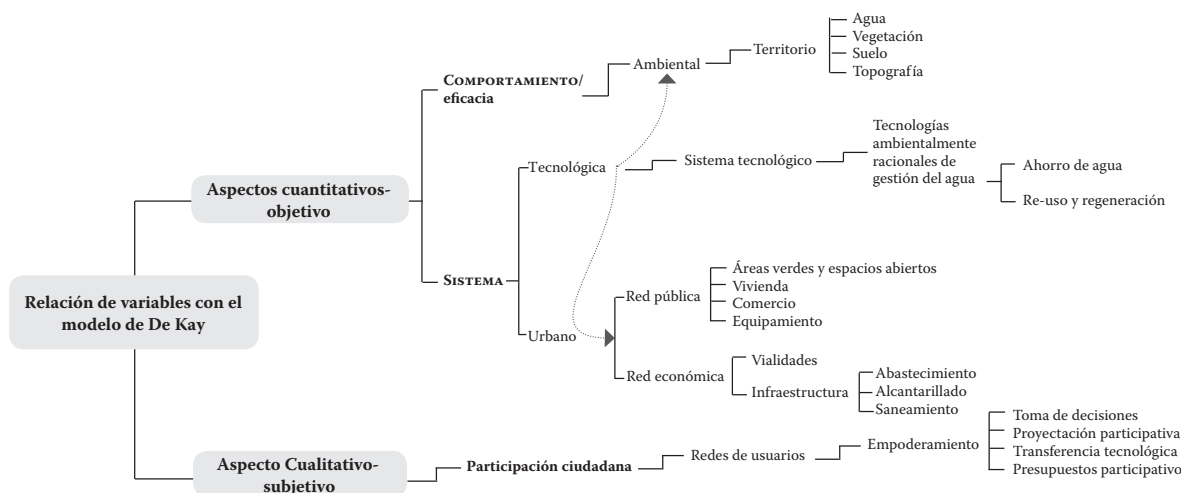 Relación de variables con el
modelo de De Kay
Aspectos cuantitativos-
objetivo
COMPORTAMIENTO/
eficacia
Ambiental
Territorio
Agua
Vegetación
Suelo
Topografía
SISTEMA
Tecnológica
Sistema tecnológico
Tecnologías
ambientalmente
racionales de
gestión del agua
Ahorro de agua
Re-uso y regeneración
Urbano
Red pública
Áreas verdes y espacios abiertos
Vivienda
Comercio
Equipamiento
Red económica
Vialidades
Infraestructura
Abastecimiento
Alcantarillado
Saneamiento
Aspecto Cualitativo-
subjetivo
Participación ciudadana
Redes de usuarios
Empoderamiento
Toma de decisiones
Proyectación participativa
Transferencia tecnológica
Presupuestos participativo